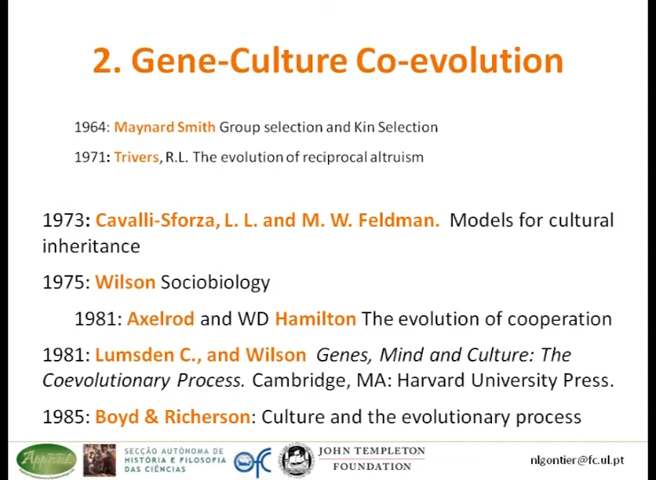 2. Gene-Culture Co-evolution
1964: Maynard Smith Group selection and Kin Selection
1971: Trivers, R.L. The evolution of reciprocal altruism
1973: Cavalli-Sforza, L. L. and M. W. Feldman. Models for cultural
inheritance
1975: Wilson Sociobiology
1981: Axelrod and WD Hamilton The evolution of cooperation
1981: Lumsden C., and Wilson Genes, Mind and Culture: The
Coevolutionary Process. Cambridge, MA: Harvard University Press.
1985: Boyd & Richerson: Culture and the evolutionary process
SECÇÃO AUTÓNOMA DE
HISTÓRIA E FILOSOFIA
DAS CIÊNCIAS
JOHN TEMPLETON
FOUNDATION
nlgontier@fc.ul.pt